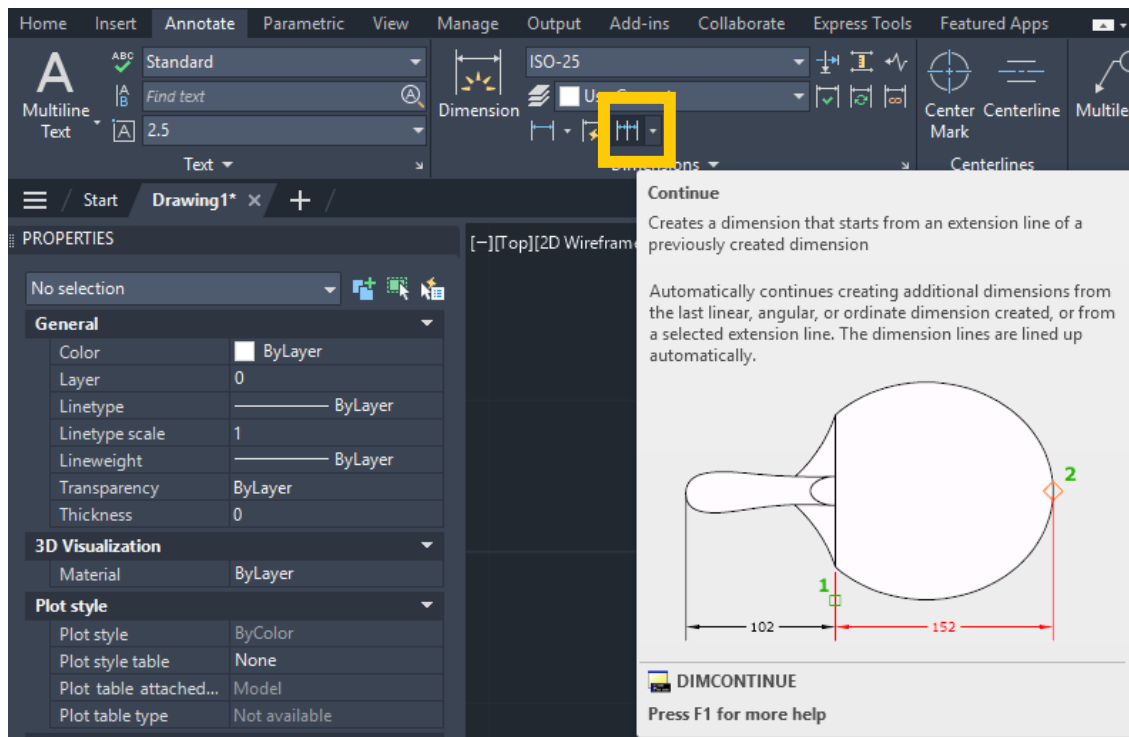 Home Insert Annotate Parametric View Manage Output Add-ins Collaborate Express Tools Featured Apps
A
Multiline
Text
ABC
Standard
Find text
2.5
Text
Dimension
ISO-25
Dimensions
Center
Mark
Centerline
Centerlines
Start Drawing1*
PROPERTIES
No selection
General
Color ByLayer
Layer 0
Linetype ByLayer
Linetype scale 1
Lineweight ByLayer
Transparency ByLayer
Thickness 0
3D Visualization
Material ByLayer
Plot style
Plot style ByColor
Plot style table None
Plot table attached... Model
Plot table type Not available
[−][Top][2D Wirefram
Continue
Creates a dimension that starts from an extension line of a
previously created dimension
Automatically continues creating additional dimensions from
the last linear, angular, or ordinate dimension created, or from
a selected extension line. The dimension lines are lined up
automatically.
2
1
102 152
DIMCONTINUE
Press F1 for more help